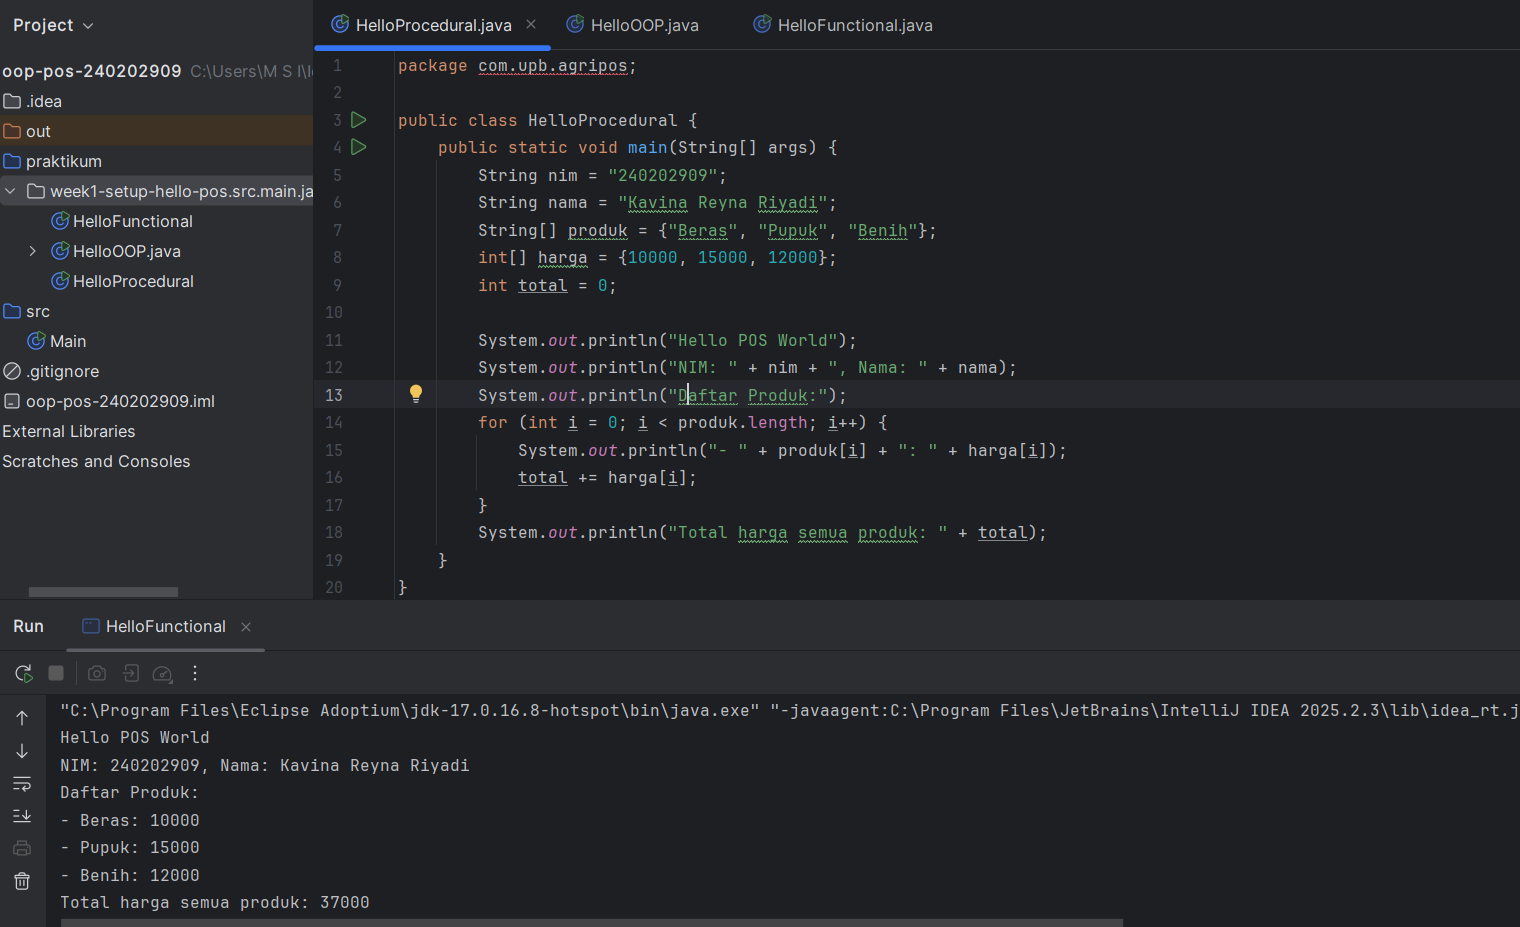 Project
HelloProcedural.java
HelloOOP.java
HelloFunctional.java
oop-pos-240202909 C:\Users\M S I\
.idea
out
praktikum
week1-setup-hello-pos.src.main.ja
HelloFunctional
HelloOOP.java
HelloProcedural
src
Main
.gitignore
oop-pos-240202909.iml
External Libraries
Scratches and Consoles
1 package com.upb.agripos;
2
3 public class HelloProcedural {
4 public static void main(String[] args) {
5 String nim = "240202909";
6 String nama = "Kavina Reyna Riyadi";
7 String[] produk = {"Beras", "Pupuk", "Benih"};
8 int[] harga = {10000, 15000, 12000};
9 int total = 0;
10
11 System.out.println("Hello POS World");
12 System.out.println("NIM: " + nim + ", Nama: " + nama);
13 System.out.println("Daftar Produk:");
14 for (int i = 0; i < produk.length; i++) {
15 System.out.println("- " + produk[i] + ": " + harga[i]);
16 total += harga[i];
17 }
18 System.out.println("Total harga semua produk: " + total);
19 }
20 }
Run HelloFunctional
"C:\Program Files\Eclipse Adoptium\jdk-17.0.16.8-hotspot\bin\java.exe" "-javaagent:C:\Program Files\JetBrains\IntelliJ IDEA 2025.2.3\lib\idea_rt.j
Hello POS World
NIM: 240202909, Nama: Kavina Reyna Riyadi
Daftar Produk:
- Beras: 10000
- Pupuk: 15000
- Benih: 12000
Total harga semua produk: 37000